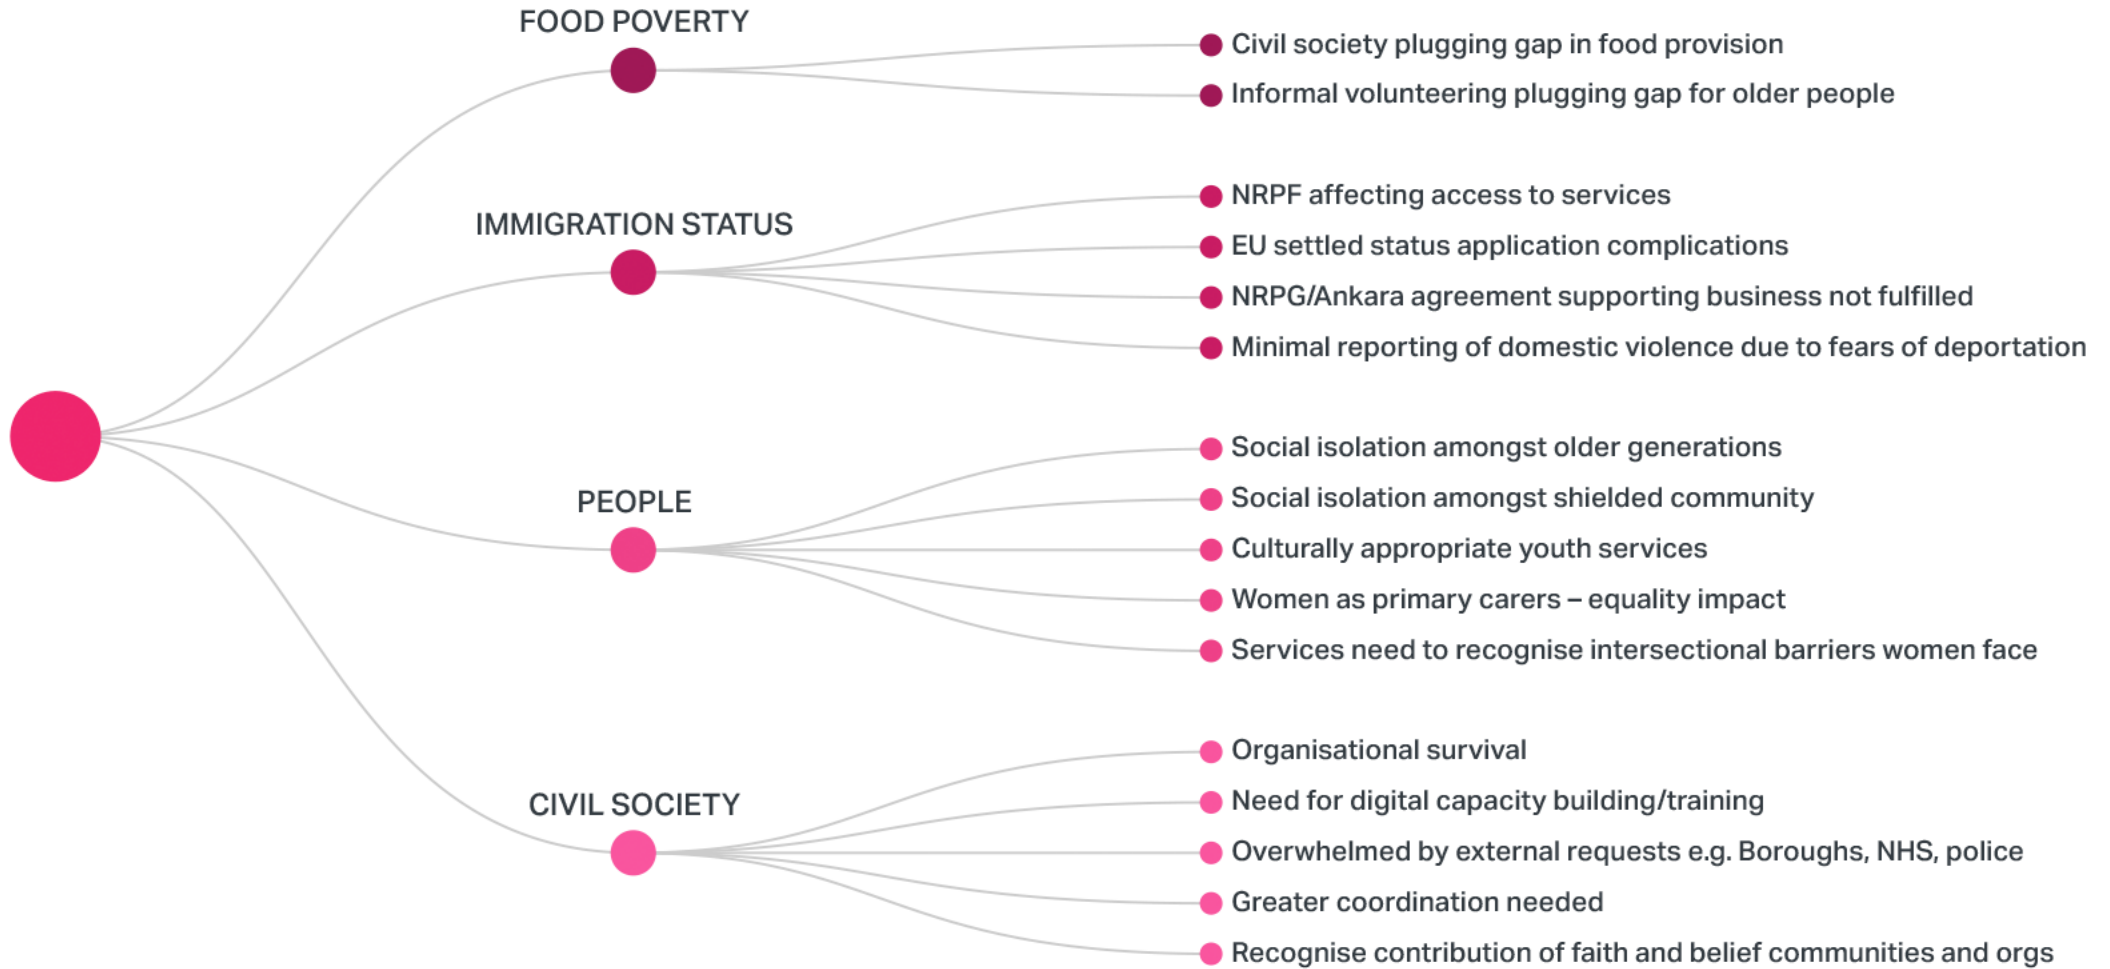 FOOD POVERTY
Civil society plugging gap in food provision
Informal volunteering plugging gap for older people
IMMIGRATION STATUS
NRPF affecting access to services
EU settled status application complications
NRPG/Ankara agreement supporting business not fulfilled
Minimal reporting of domestic violence due to fears of deportation
PEOPLE
Social isolation amongst older generations
Social isolation amongst shielded community
Culturally appropriate youth services
Women as primary carers – equality impact
Services need to recognise intersectional barriers women face
CIVIL SOCIETY
Organisational survival
Need for digital capacity building/training
Overwhelmed by external requests e.g. Boroughs, NHS, police
Greater coordination needed
Recognise contribution of faith and belief communities and orgs